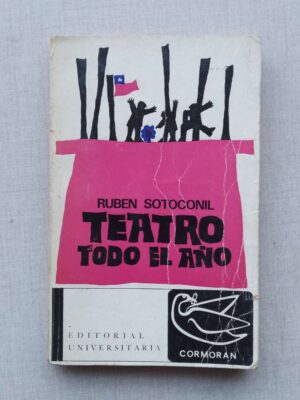 RUBEN SOTOCONIL
TEATRO
TODO EL AÑO
EDITORIAL
UNIVERSITARIA
CORMORAN